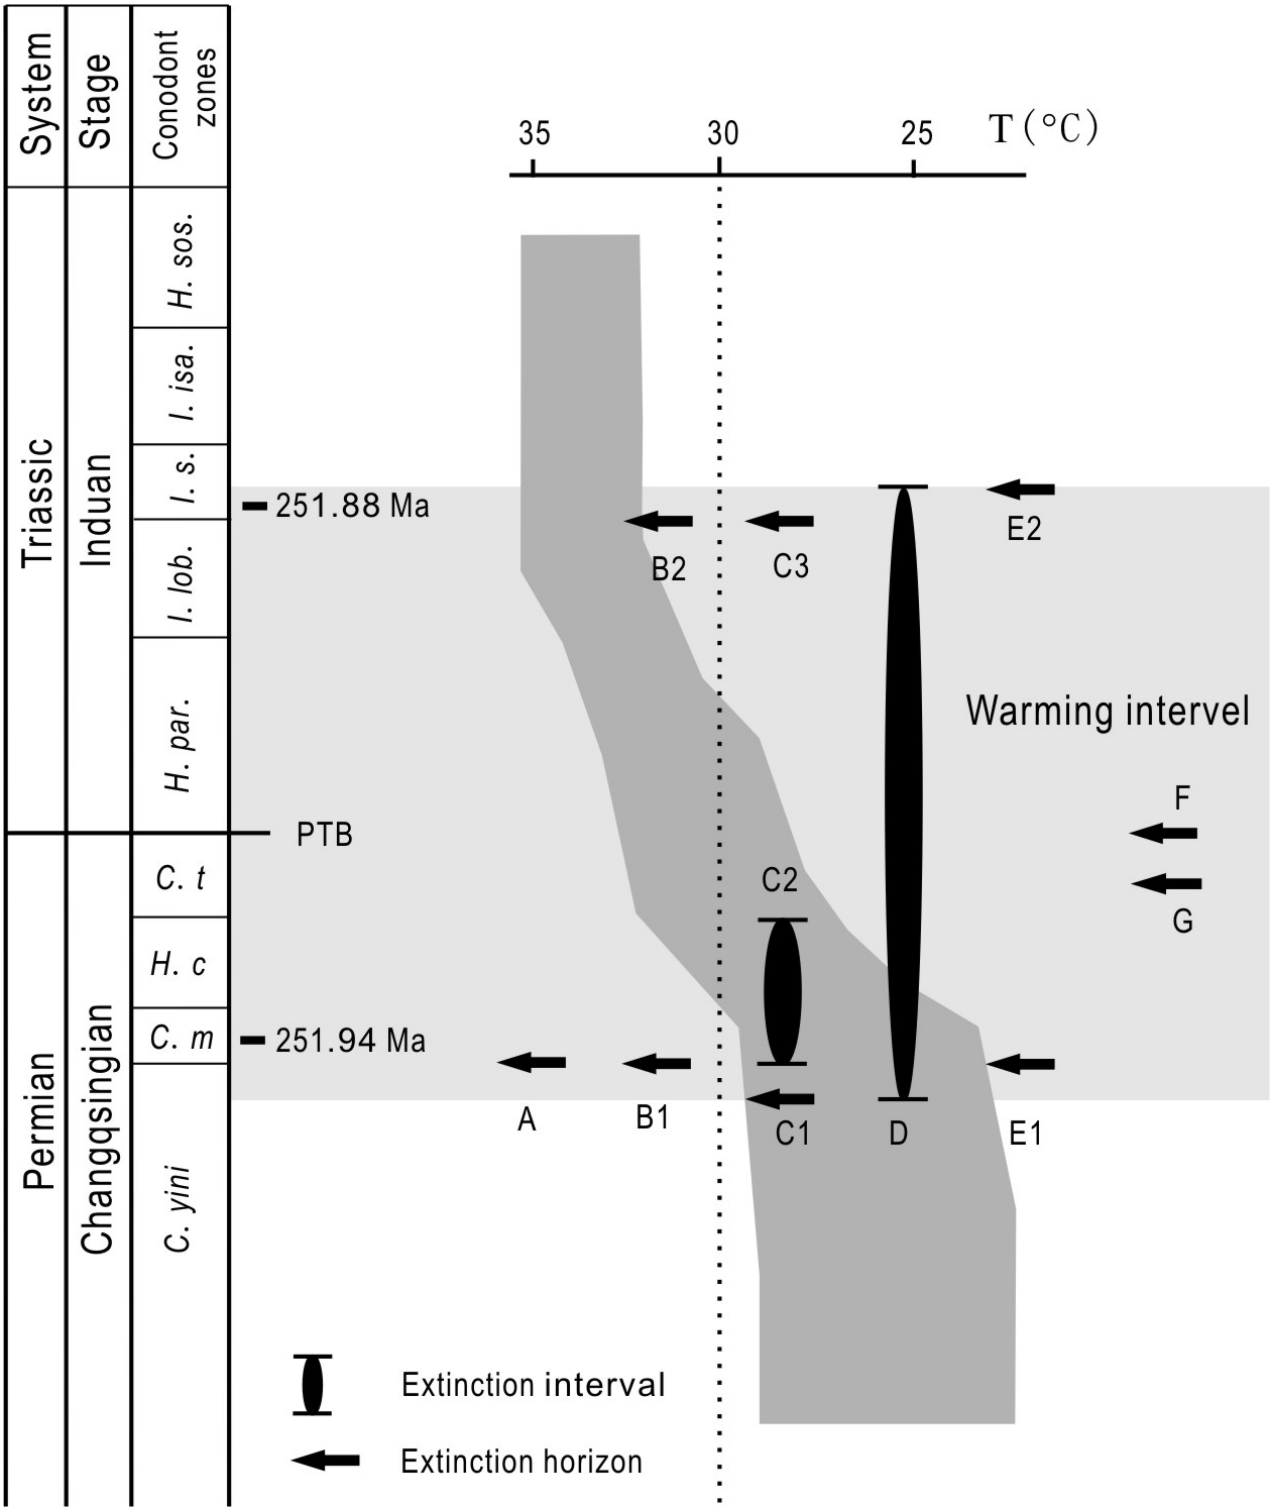 System
Stage
Conodont
zones
35 30 25 T (°C)
H. sos.
I. isa.
I. s.
I. lob.
H. par.
C. t
H. c
C. m
C. yini
Triassic
Permian
Induan
Changqsingian
251.88 Ma
E2
B2
C3
Warming intervel
F
PTB
C2
G
251.94 Ma
A
B1
C1
D
E1
Extinction interval
Extinction horizon